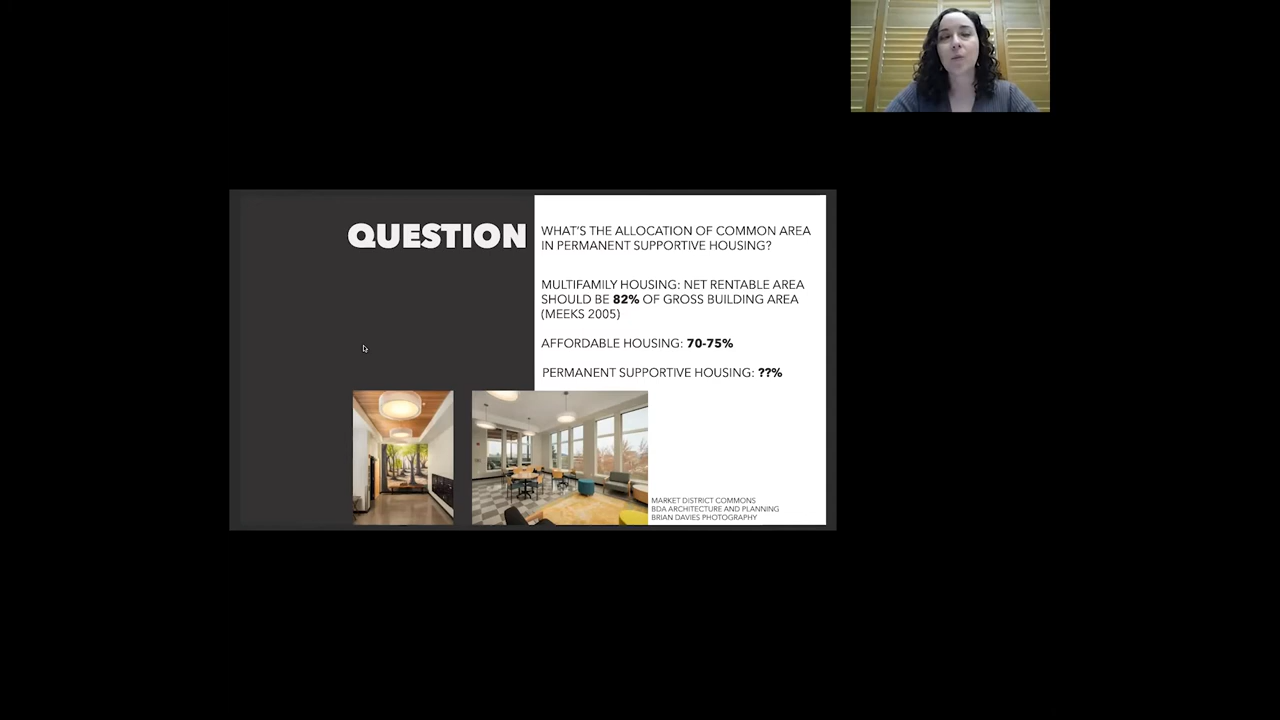 QUESTION
WHAT'S THE ALLOCATION OF COMMON AREA
IN PERMANENT SUPPORTIVE HOUSING?
MULTIFAMILY HOUSING: NET RENTABLE AREA
SHOULD BE 82% OF GROSS BUILDING AREA
(MEEKS 2005)
AFFORDABLE HOUSING: 70-75%
PERMANENT SUPPORTIVE HOUSING: ??%
MARKET DISTRICT COMMONS
BDA ARCHITECTURE AND PLANNING
BRIAN DAVIES PHOTOGRAPHY